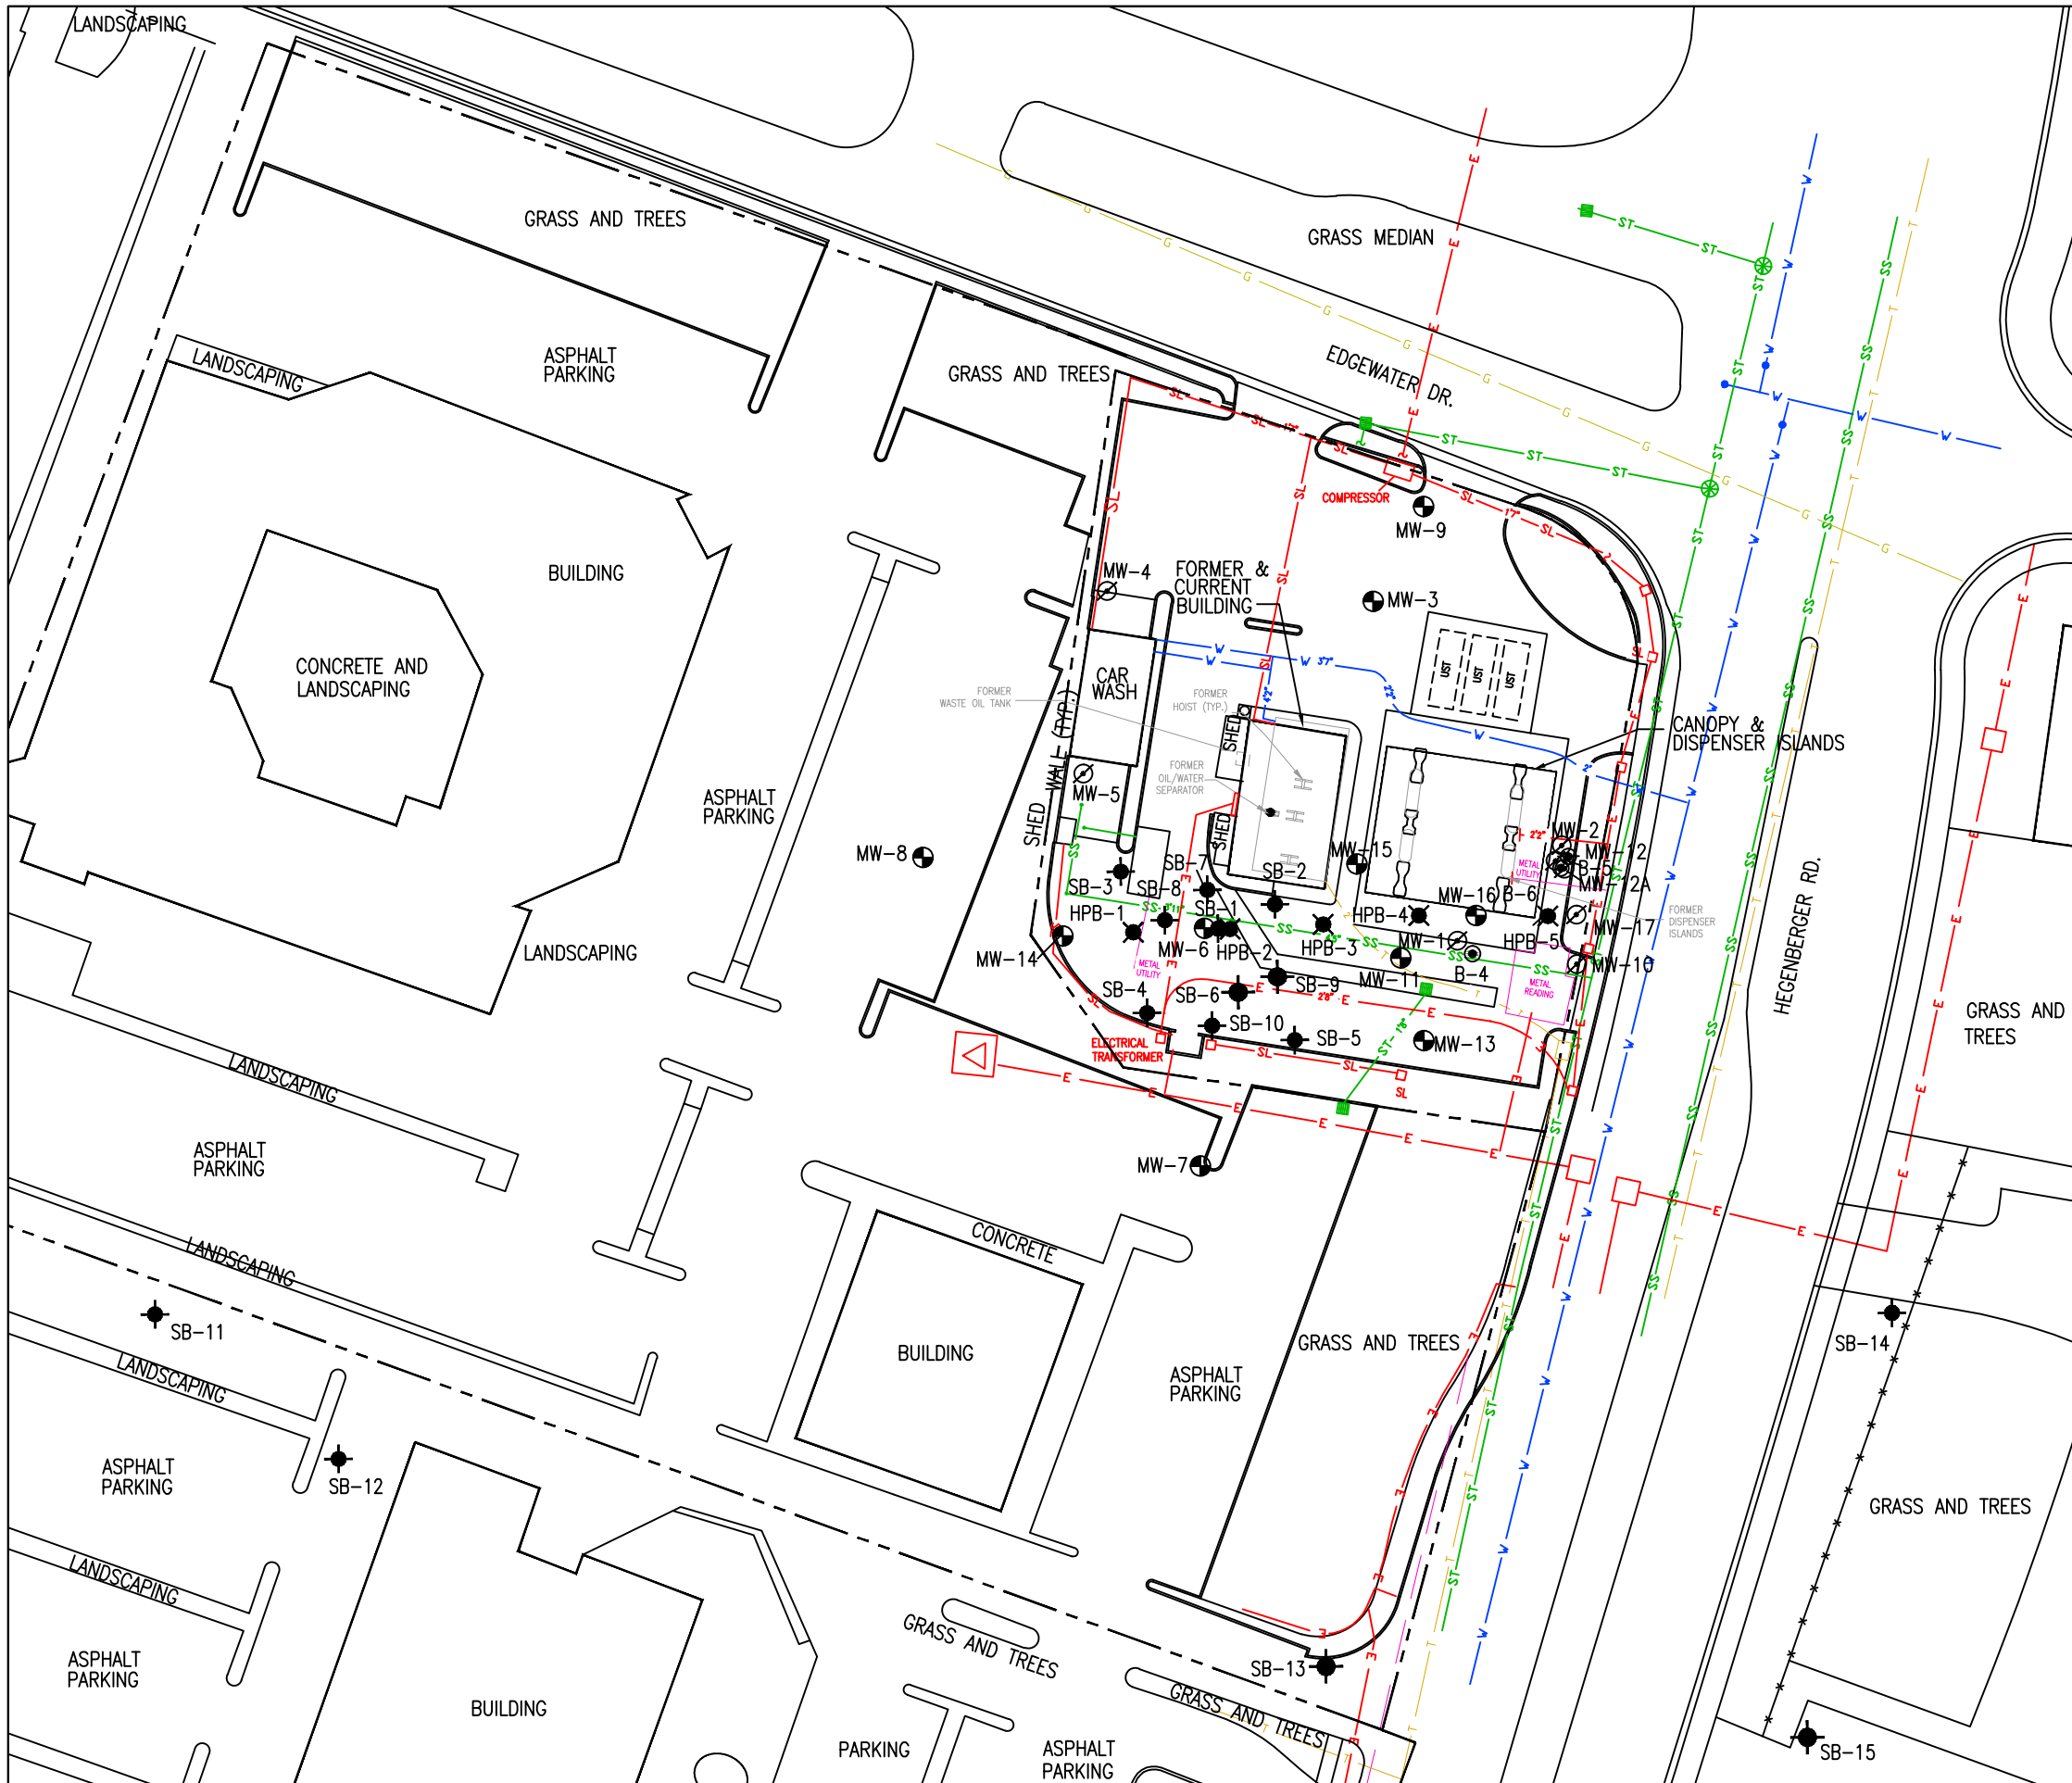 LANDSCAPING
GRASS AND TREES
GRASS MEDIAN
EDGEWATER DR.
LANDSCAPING
ASPHALT
PARKING
GRASS AND TREES
COMPRESSOR
MW-9
BUILDING
MW-4
FORMER &
CURRENT
BUILDING
MW-3
CONCRETE AND
LANDSCAPING
CAR
WASH
UST
UST
UST
FORMER
WASTE OIL TANK
FORMER
HOIST (TYP.)
SHED
WALL (TYP.)
SHED
CANOPY &
DISPENSER ISLANDS
FORMER
OIL/WATER
SEPARATOR
MW-5
ASPHALT
PARKING
SHED
MW-8
MW-15
MW-2
MW-12
B-5
MW-12A
METAL
UTILITY
SB-7
SB-2
SB-3
SB-8
SB-1
HPB-1
MW-6
HPB-2
HPB-3
HPB-4
MW-16
B-6
HPB-5
MW-17
FORMER
DISPENSER
ISLANDS
MW-1
MW-14
METAL
UTILITY
MW-11
B-4
MW-10
METAL
READING
LANDSCAPING
SB-4
SB-6
SB-9
SB-10
SB-5
MW-13
ELECTRICAL
TRANSFORMER
HEGENBERGER RD.
GRASS AND
TREES
LANDSCAPING
ASPHALT
PARKING
MW-7
CONCRETE
LANDSCAPING
SB-11
BUILDING
GRASS AND TREES
ASPHALT
PARKING
SB-14
LANDSCAPING
ASPHALT
PARKING
SB-12
GRASS AND TREES
LANDSCAPING
GRASS AND TREES
ASPHALT
PARKING
SB-13
BUILDING
GRASS AND TREES
PARKING
ASPHALT
PARKING
SB-15